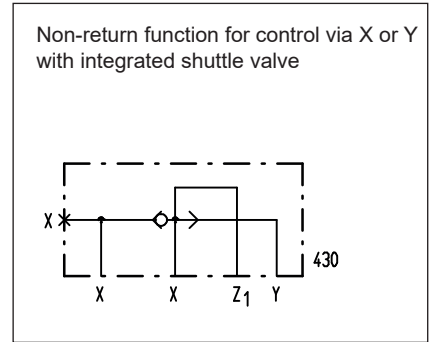 Non-return function for control via X or Y
with integrated shuttle valve
X
430
X X Z1 Y